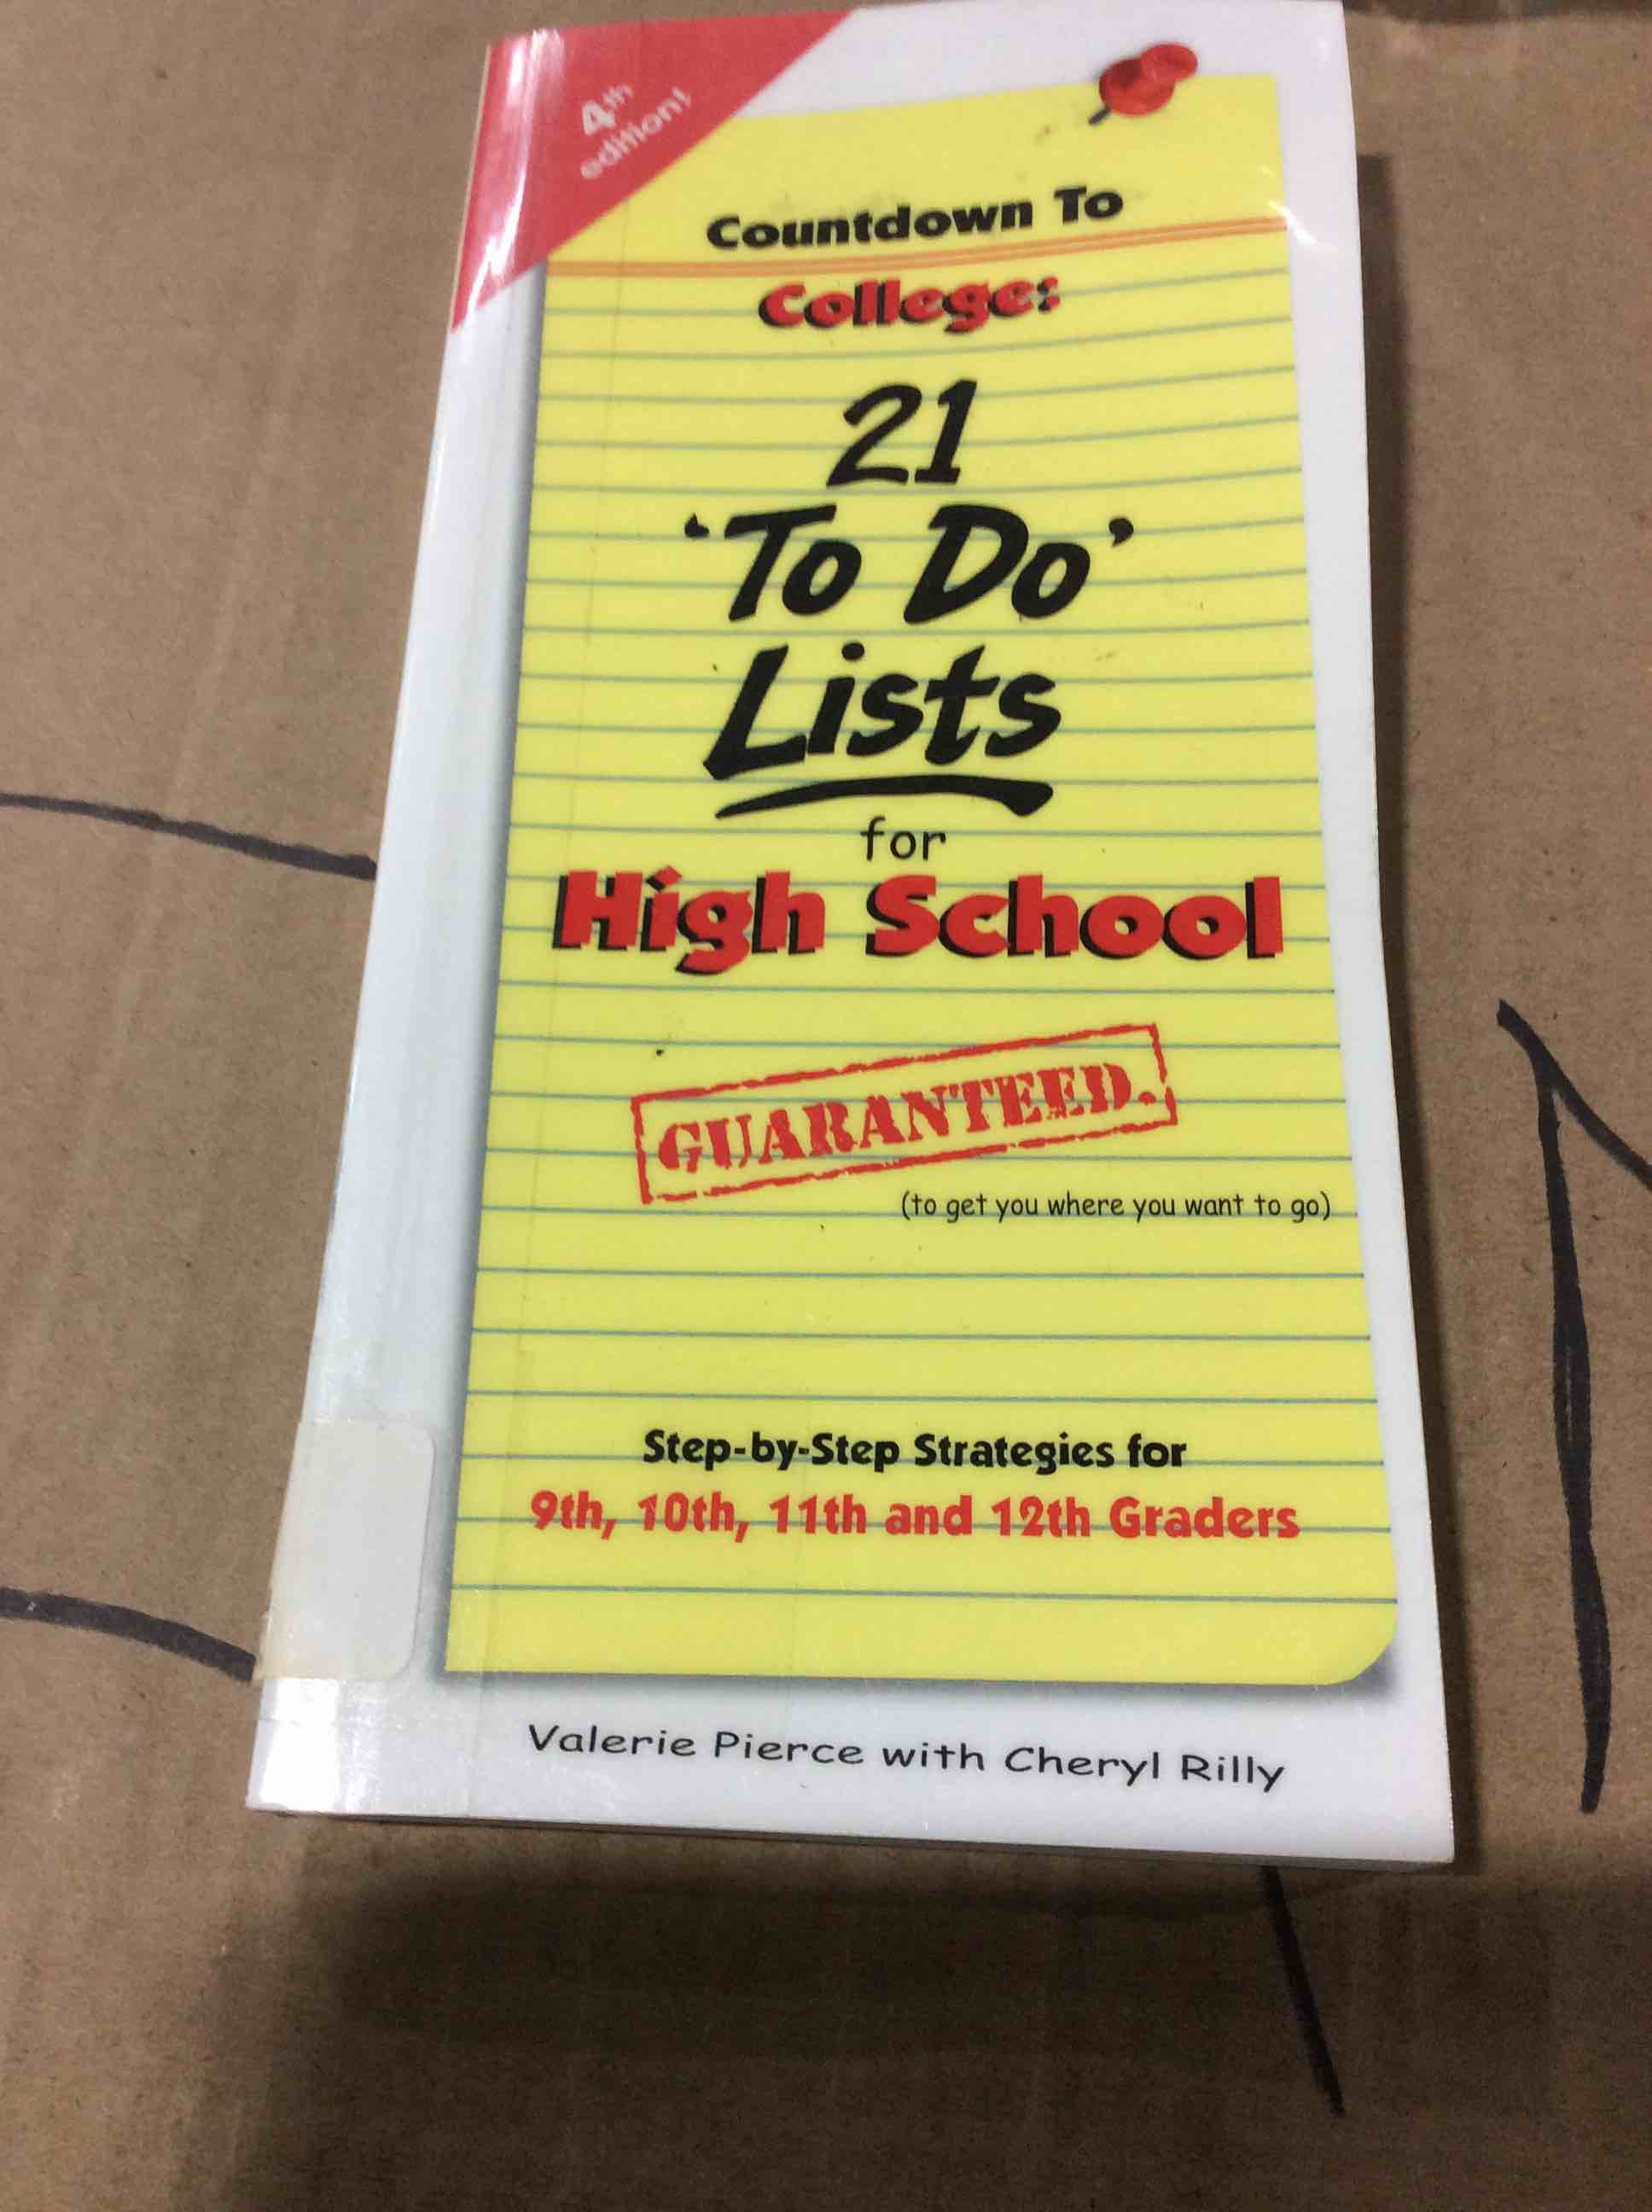 4th
edition!
Countdown To
College:
21
‘To Do’
Lists
for
High School
GUARANTEED.
(to get you where you want to go)
Step-by-Step Strategies for
9th, 10th, 11th and 12th Graders
Valerie Pierce with Cheryl Rilly